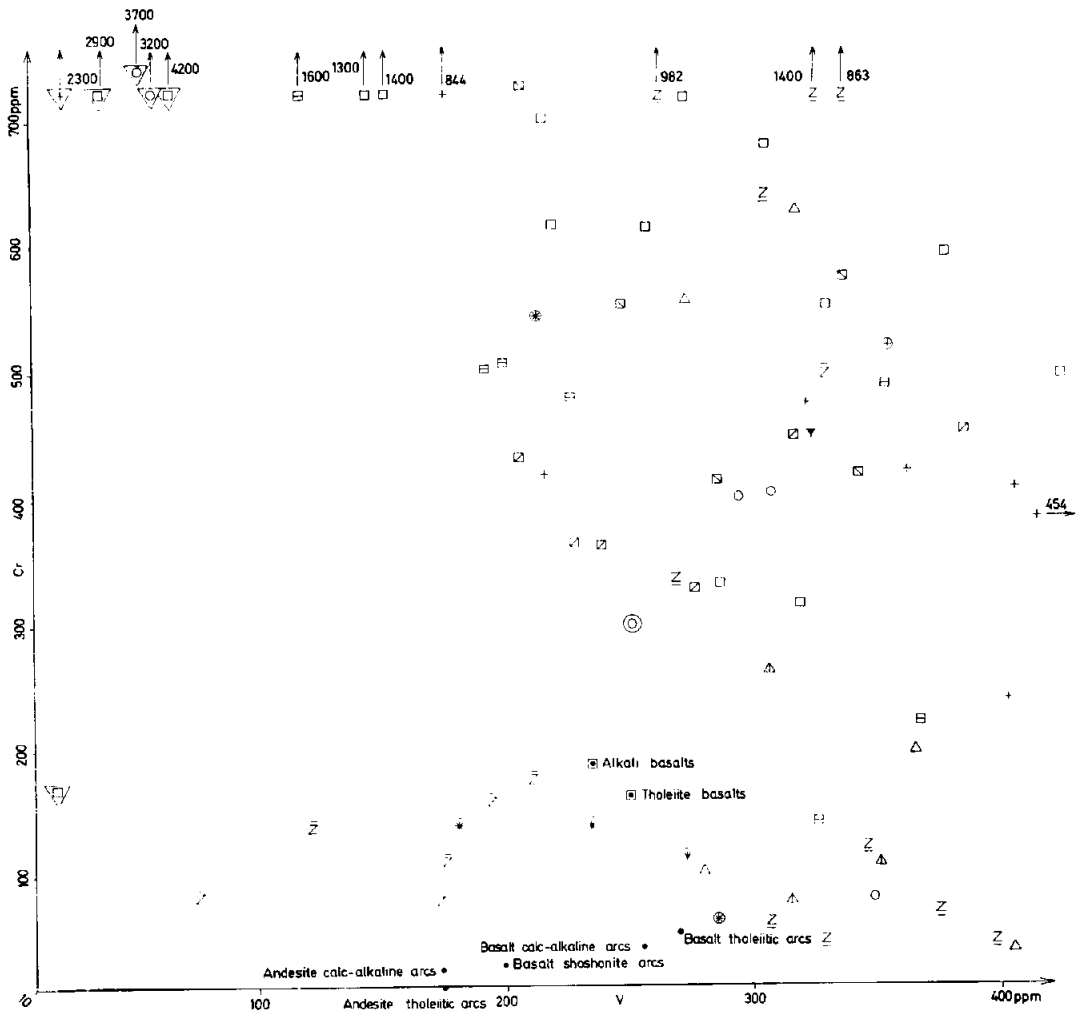 3700
2900
3200
2300
4200
1600
1300
1400
844
982
1400
863
700ppm
600
500
454
400
Cr
300
200
Alkali basalts
Tholeiite basalts
100
Basalt tholeiitic arcs
Basalt calc-alkaline arcs
Basalt shoshonite arcs
Andesite calc-alkaline arcs
Andesite tholeiitic arcs
10
100
200
V
300
400ppm